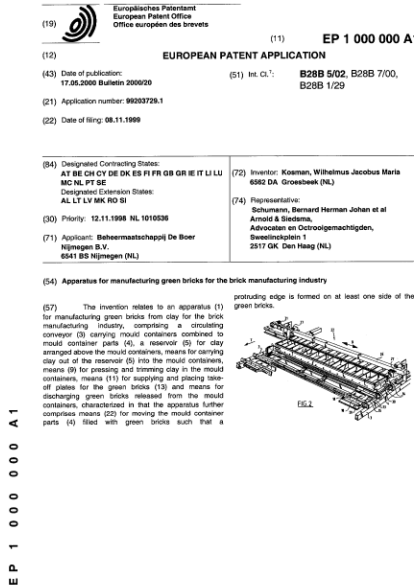 Europäisches Patentamt
European Patent Office
Office européen des brevets
(19)
(11) EP 1 000 000 A1
(12) EUROPEAN PATENT APPLICATION
(43) Date of publication:
17.05.2000 Bulletin 2000/20
(51) Int. Cl.7: B28B 5/02, B28B 7/00,
B28B 1/29
(21) Application number: 99203729.1
(22) Date of filing: 08.11.1999
(84) Designated Contracting States:
AT BE CH CY DE DK ES FI FR GB GR IE IT LI LU
MC NL PT SE
Designated Extension States:
AL LT LV MK RO SI
(30) Priority: 12.11.1998 NL 1010536
(71) Applicant: Beheermaatschappij De Boer
Nijmegen B.V.
6541 BS Nijmegen (NL)
(72) Inventor: Kosman, Wilhelmus Jacobus Maria
6562 DA Groesbeek (NL)
(74) Representative:
Schumann, Bernard Herman Johan et al
Arnold & Siedsma,
Advocaten en Octrooigemachtigden,
Sweelinckplein 1
2517 GK Den Haag (NL)
(54) Apparatus for manufacturing green bricks for the brick manufacturing industry
(57) The invention relates to an apparatus (1)
for manufacturing green bricks from clay for the brick
manufacturing industry, comprising a circulating
conveyor (3) carrying mould containers combined to
mould container parts (4), a reservoir (5) for clay
arranged above the mould containers, means for carrying
clay out of the reservoir (5) into the mould containers,
means (9) for pressing and trimming clay in the mould
containers, means (11) for supplying and placing take-
off plates for the green bricks (13) and means for
discharging green bricks released from the mould
containers, characterized in that the apparatus further
comprises means (22) for moving the mould container
parts (4) filled with green bricks such that a
protruding edge is formed on at least one side of the
green bricks.
FIG.2
EP 1 000 000 A1